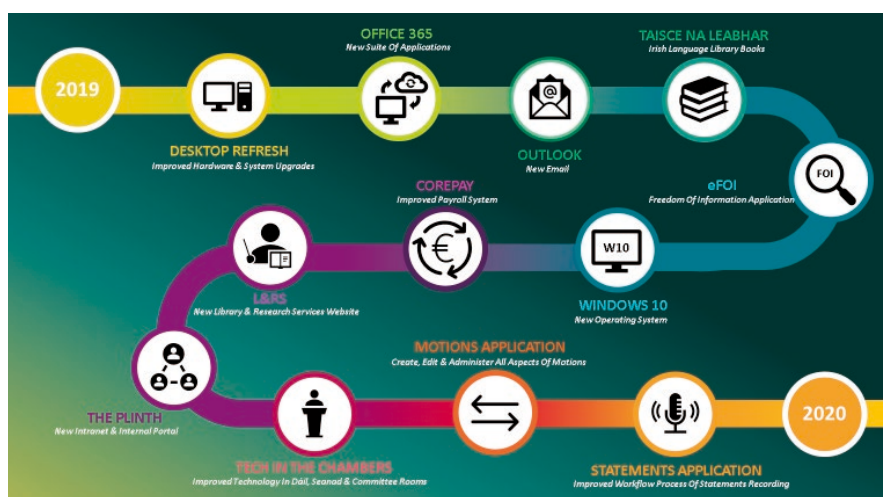 2019
DESKTOP REFRESH
Improved Hardware & System Upgrades
OFFICE 365
New Suite Of Applications
@
OUTLOOK
New Email
TAISCE NA LEABHAR
Irish Language Library Books
FOI
eFOI
Freedom Of Information Application
W10
WINDOWS 10
New Operating System
COREPAY
Improved Payroll System
€
L&RS
New Library & Research Services Website
THE PLINTH
New Intranet & Internal Portal
TECH IN THE CHAMBERS
Improved Technology In Dáil, Seanad & Committee Rooms
MOTIONS APPLICATION
Create, Edit & Administer All Aspects Of Motions
STATEMENTS APPLICATION
Improved Workflow Process Of Statements Recording
2020